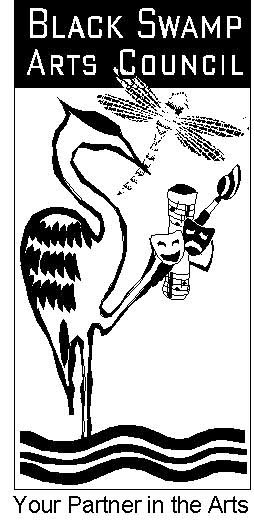 BLACK SWAMP
ARTS COUNCIL
Your Partner in the Arts